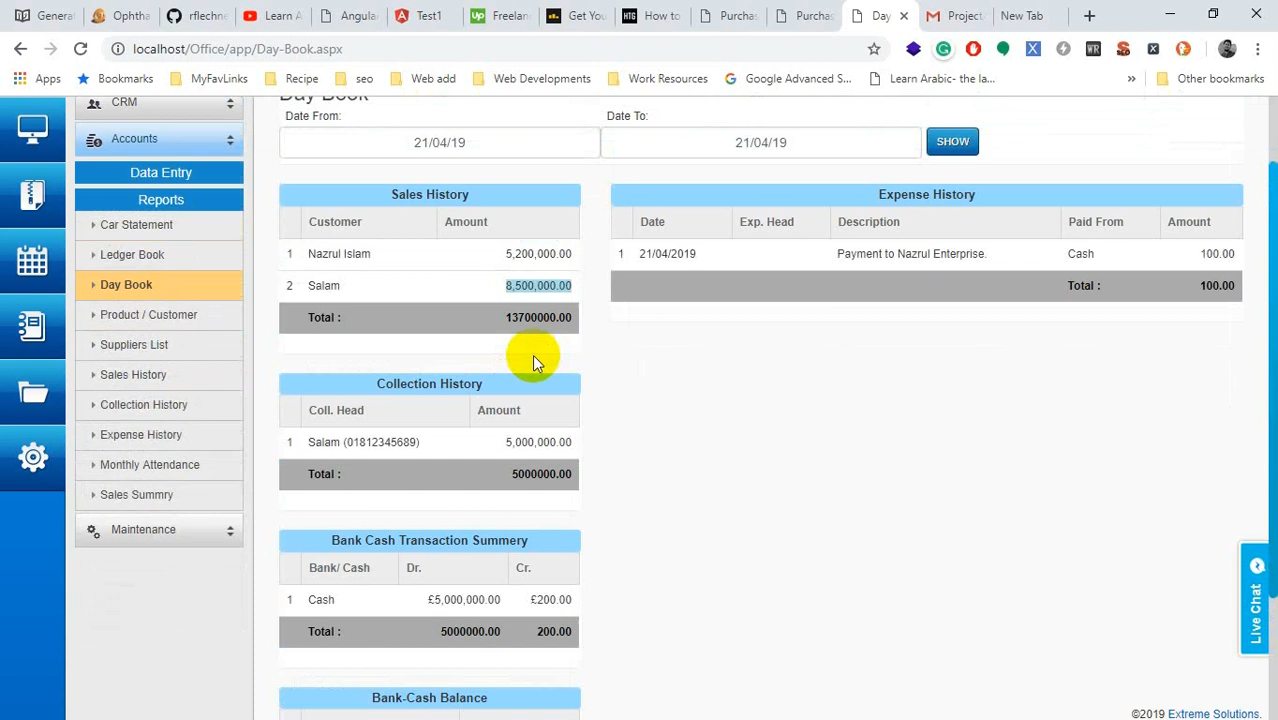 General
Ophtha
rflechne
Learn A
Angula
Test1
Freelan
Get You
How to
Purchas
Purcha
Day
Project
New Tab
localhost/Office/app/Day-Book.aspx
Apps
Bookmarks
MyFavLinks
Recipe
seo
Web add
Web Developments
Work Resources
Google Advanced S...
Learn Arabic- the la...
»
Other bookmarks
CRM
Accounts
Data Entry
Reports
Car Statement
Ledger Book
Day Book
Product / Customer
Suppliers List
Sales History
Collection History
Expense History
Monthly Attendance
Sales Summry
Maintenance
Day Book
Date From: Date To:
21/04/19 21/04/19 SHOW
Sales History
Customer Amount
1 Nazrul Islam 5,200,000.00
2 Salam 8,500,000.00
Total : 13700000.00
Expense History
Date Exp. Head Description Paid From Amount
1 21/04/2019 Payment to Nazrul Enterprise. Cash 100.00
Total : 100.00
Collection History
Coll. Head Amount
1 Salam (01812345689) 5,000,000.00
Total : 5000000.00
Bank Cash Transaction Summery
Bank/ Cash Dr. Cr.
1 Cash £5,000,000.00 £200.00
Total : 5000000.00 200.00
Bank-Cash Balance
Live Chat
©2019 Extreme Solutions.